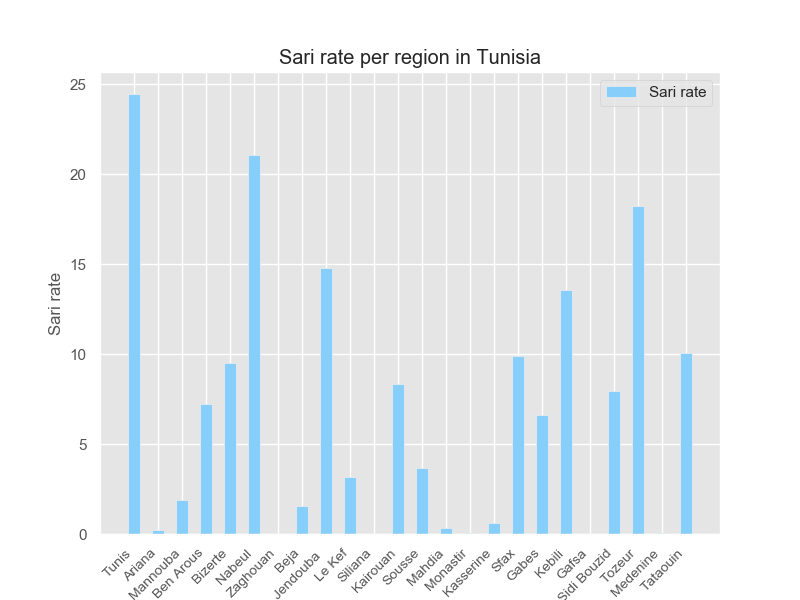 Sari rate per region in Tunisia
Sari rate
25
20
15
10
5
0
Sari rate
Tunis
Ariana
Mannouba
Ben Arous
Bizerte
Nabeul
Zaghouan
Beja
Jendouba
Le Kef
Siliana
Kairouan
Sousse
Mahdia
Monastir
Kasserine
Sfax
Gabes
Kebili
Gafsa
Sidi Bouzid
Tozeur
Medenine
Tataouin